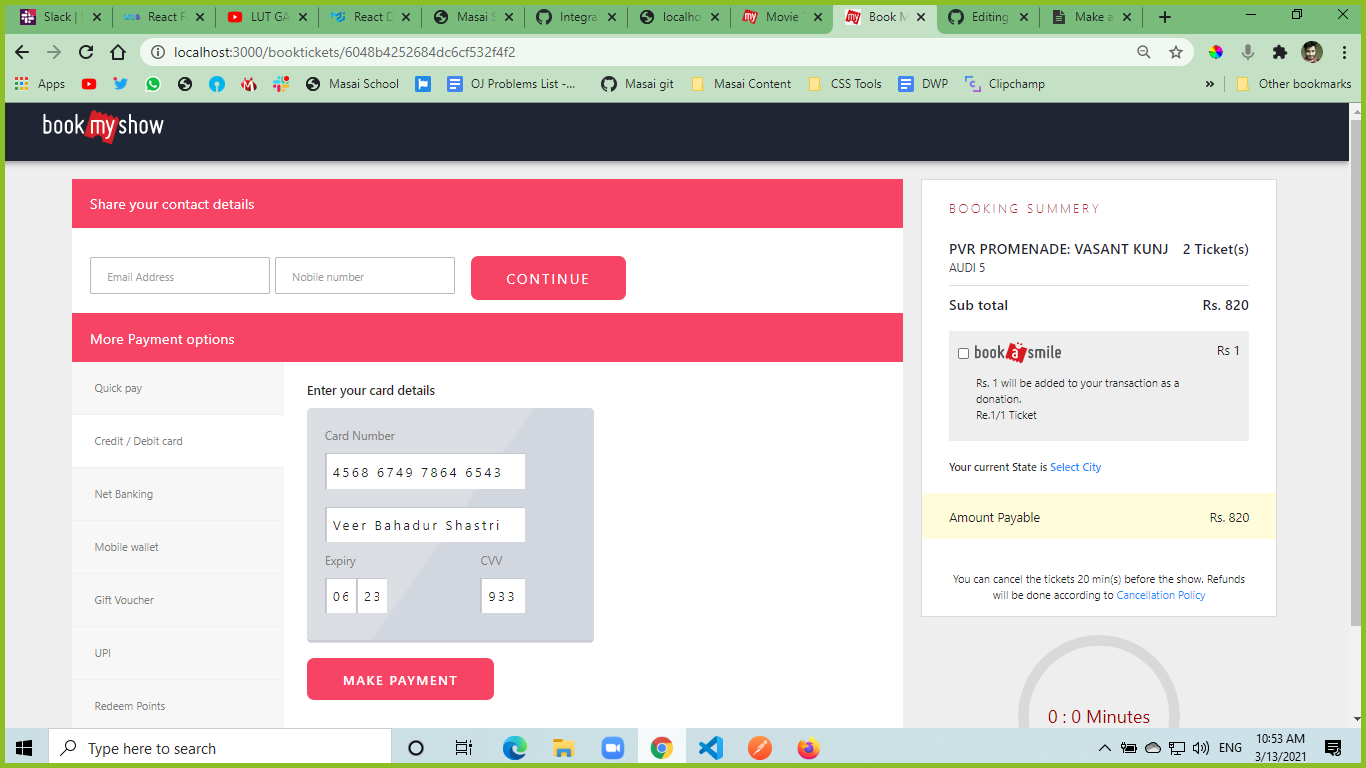 Slack |
React F
LUT GA
React D
Masai S
Integra
localho
Movie T
Book M
Editing
Make a
localhost:3000/booktickets/6048b4252684dc6cf532f4f2
Apps
Masai School
OJ Problems List -...
Masai git
Masai Content
CSS Tools
DWP
Clipchamp
»
Other bookmarks
book my show
Share your contact details
Email Address
Nobile number
CONTINUE
More Payment options
Quick pay
Credit / Debit card
Net Banking
Mobile wallet
Gift Voucher
UPI
Redeem Points
Enter your card details
Card Number
4568 6749 7864 6543
Veer Bahadur Shastri
Expiry CVV
06 23 933
MAKE PAYMENT
BOOKING SUMMERY
PVR PROMENADE: VASANT KUNJ 2 Ticket(s)
AUDI 5
Sub total Rs. 820
book a smile Rs 1
Rs. 1 will be added to your transaction as a
donation.
Re.1/1 Ticket
Your current State is Select City
Amount Payable Rs. 820
You can cancel the tickets 20 min(s) before the show. Refunds
will be done according to Cancellation Policy
0 : 0 Minutes
Type here to search
ENG
10:53 AM
3/13/2021